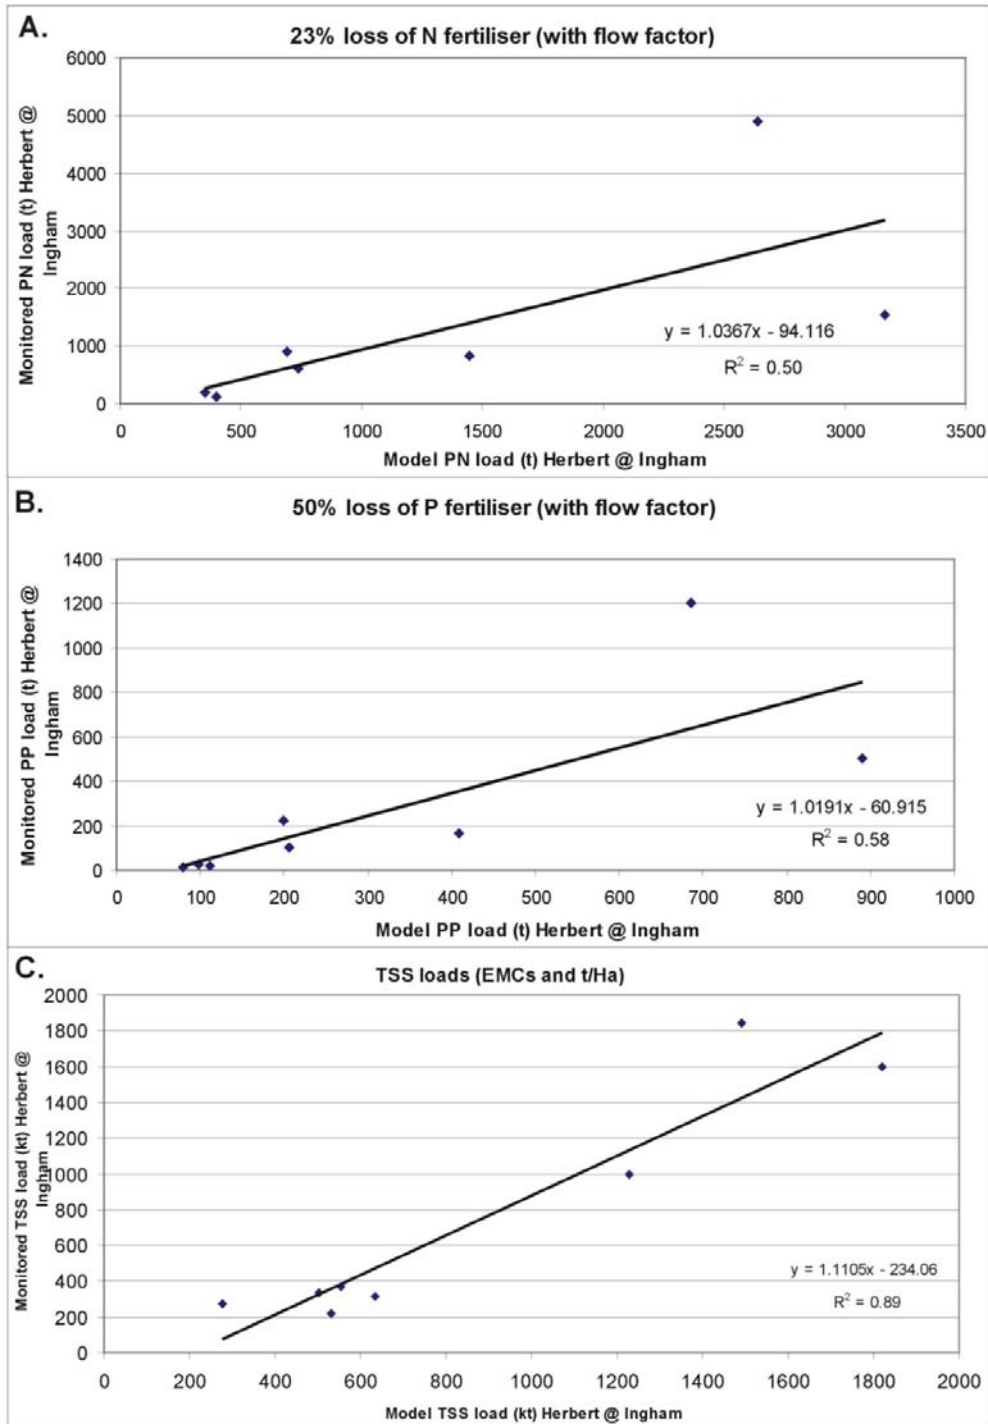 A.
23% loss of N fertiliser (with flow factor)
Monitored PN load (t) Herbert @
Ingham
6000
5000
4000
3000
2000
1000
0
y = 1.0367x - 94.116
R² = 0.50
0 500 1000 1500 2000 2500 3000 3500
Model PN load (t) Herbert @ Ingham
B.
50% loss of P fertiliser (with flow factor)
Monitored PP load (t) Herbert @
Ingham
1400
1200
1000
800
600
400
200
0
y = 1.0191x - 60.915
R² = 0.58
0 100 200 300 400 500 600 700 800 900 1000
Model PP load (t) Herbert @ Ingham
C.
TSS loads (EMCs and t/Ha)
Monitored TSS load (kt) Herbert @
Ingham
2000
1800
1600
1400
1200
1000
800
600
400
200
0
y = 1.1105x - 234.06
R² = 0.89
0 200 400 600 800 1000 1200 1400 1600 1800 2000
Model TSS load (kt) Herbert @ Ingham